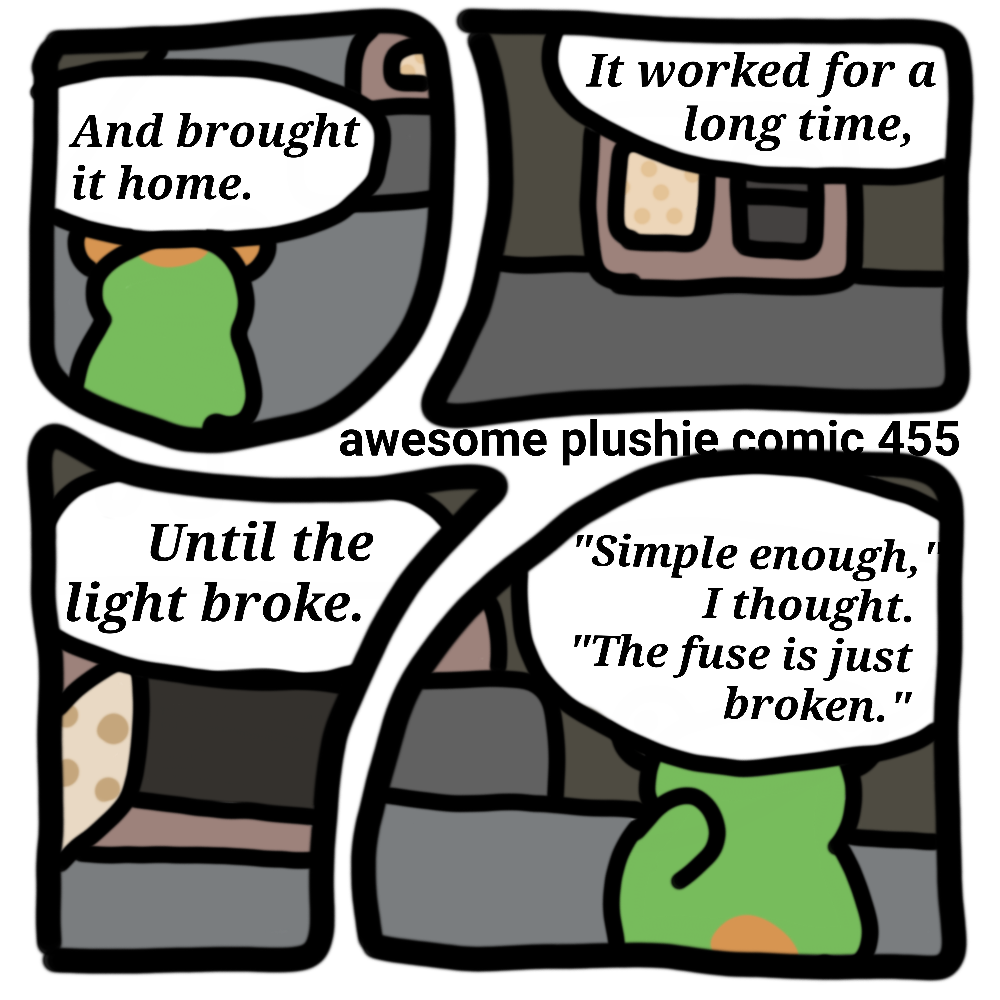 And brought
it home.
It worked for a
long time,
awesome plushie comic 455
Until the
light broke.
"Simple enough,"
I thought.
"The fuse is just
broken."